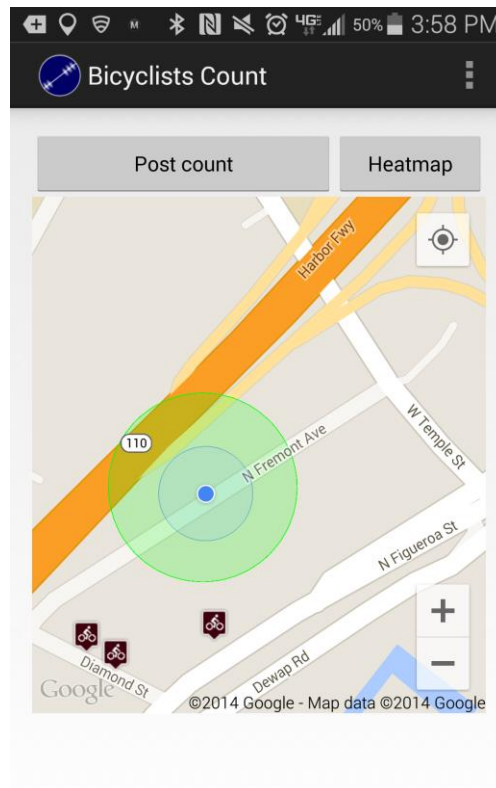 4GE 50% 3:58 PM
Bicyclists Count
Post count
Heatmap
Harbor Fwy
110
N Fremont Ave
W Temple St
N Figueroa St
Diamond St
Dewap Rd
Google
©2014 Google - Map data ©2014 Google